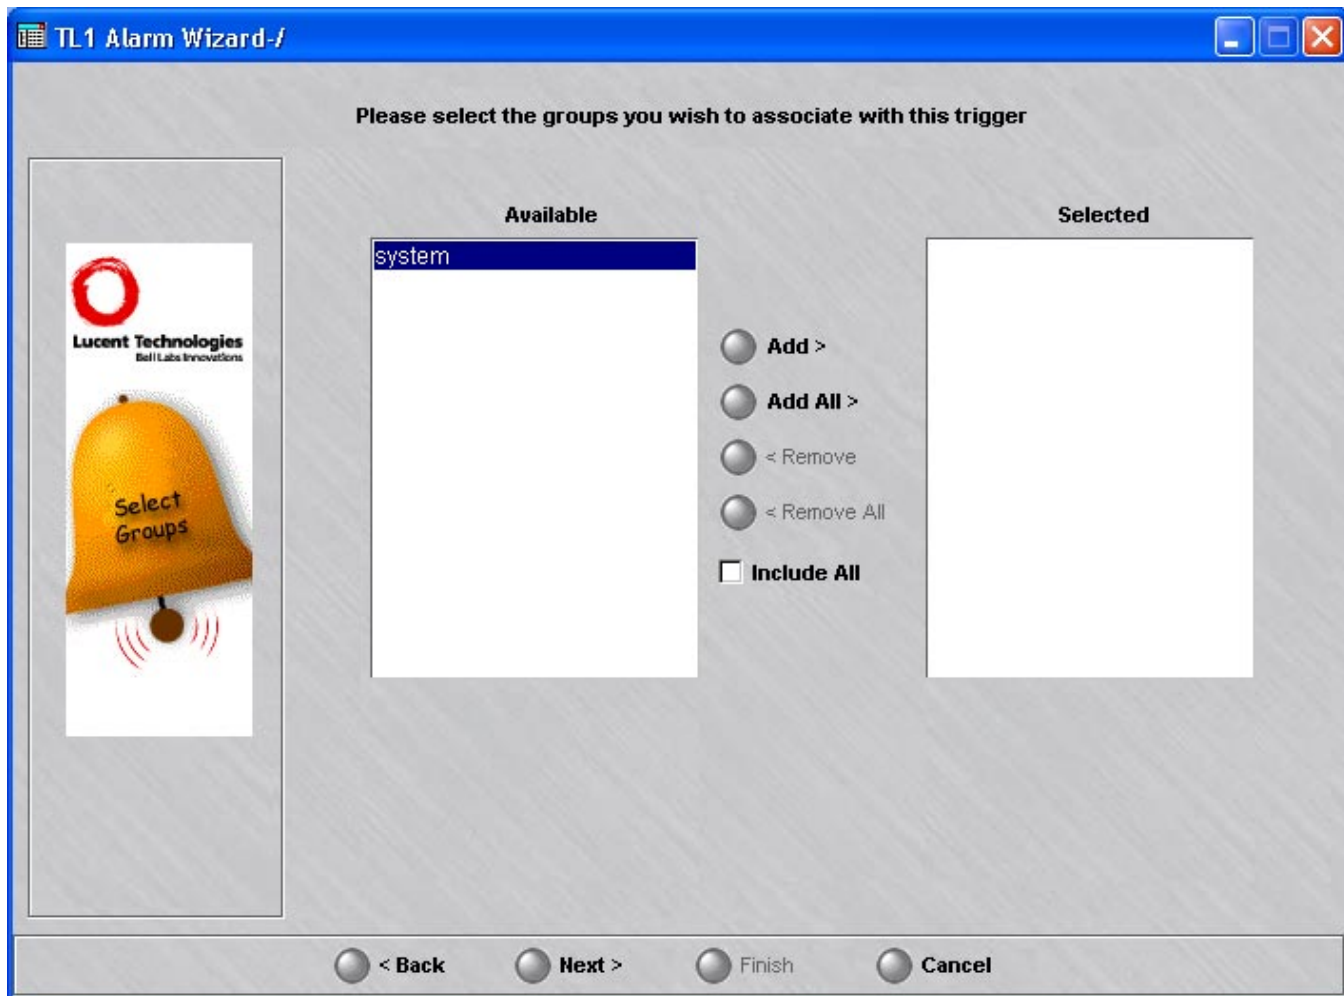 TL1 Alarm Wizard-/
Please select the groups you wish to associate with this trigger
Available
Selected
system
Lucent Technologies
Bell Labs Innovations
Select
Groups
Add >
Add All >
< Remove
< Remove All
Include All
< Back
Next >
Finish
Cancel